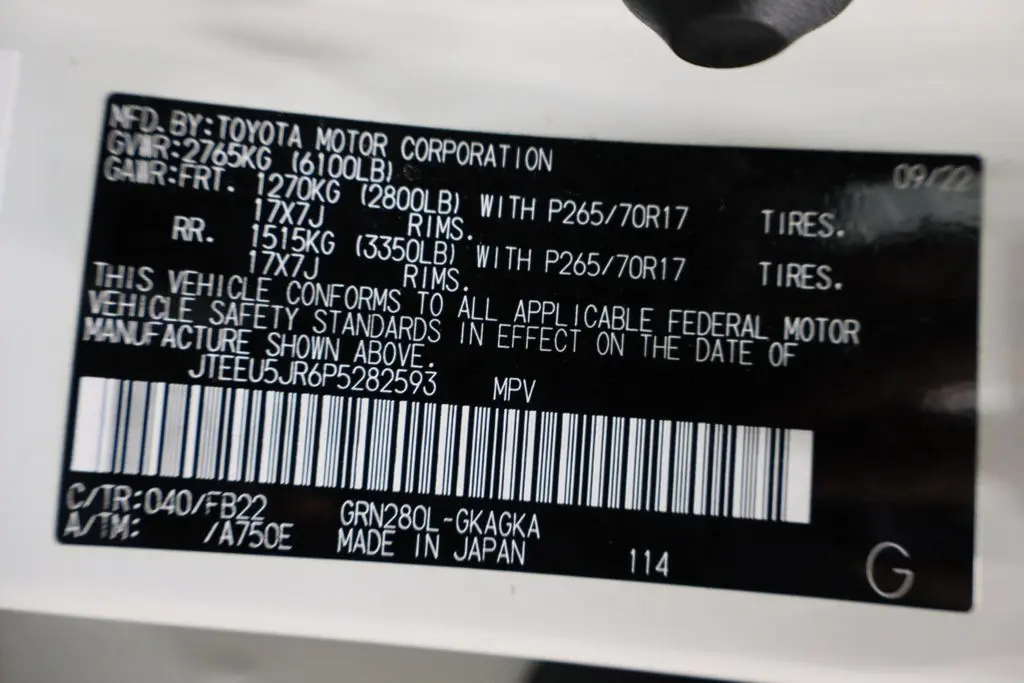 MFD. BY: TOYOTA MOTOR CORPORATION 09/22
GVWR: 2765KG (6100LB)
GAWR: FRT. 1270KG (2800LB) WITH P265/70R17 TIRES.
17X7J RIMS.
RR. 1515KG (3350LB) WITH P265/70R17 TIRES.
17X7J RIMS.
THIS VEHICLE CONFORMS TO ALL APPLICABLE FEDERAL MOTOR
VEHICLE SAFETY STANDARDS IN EFFECT ON THE DATE OF
MANUFACTURE SHOWN ABOVE.
JTEEU5JR6P5282593 MPV
C/TR: 040/FB22 GRN280L-GKAGKA
A/TM: /A750E MADE IN JAPAN 114 G